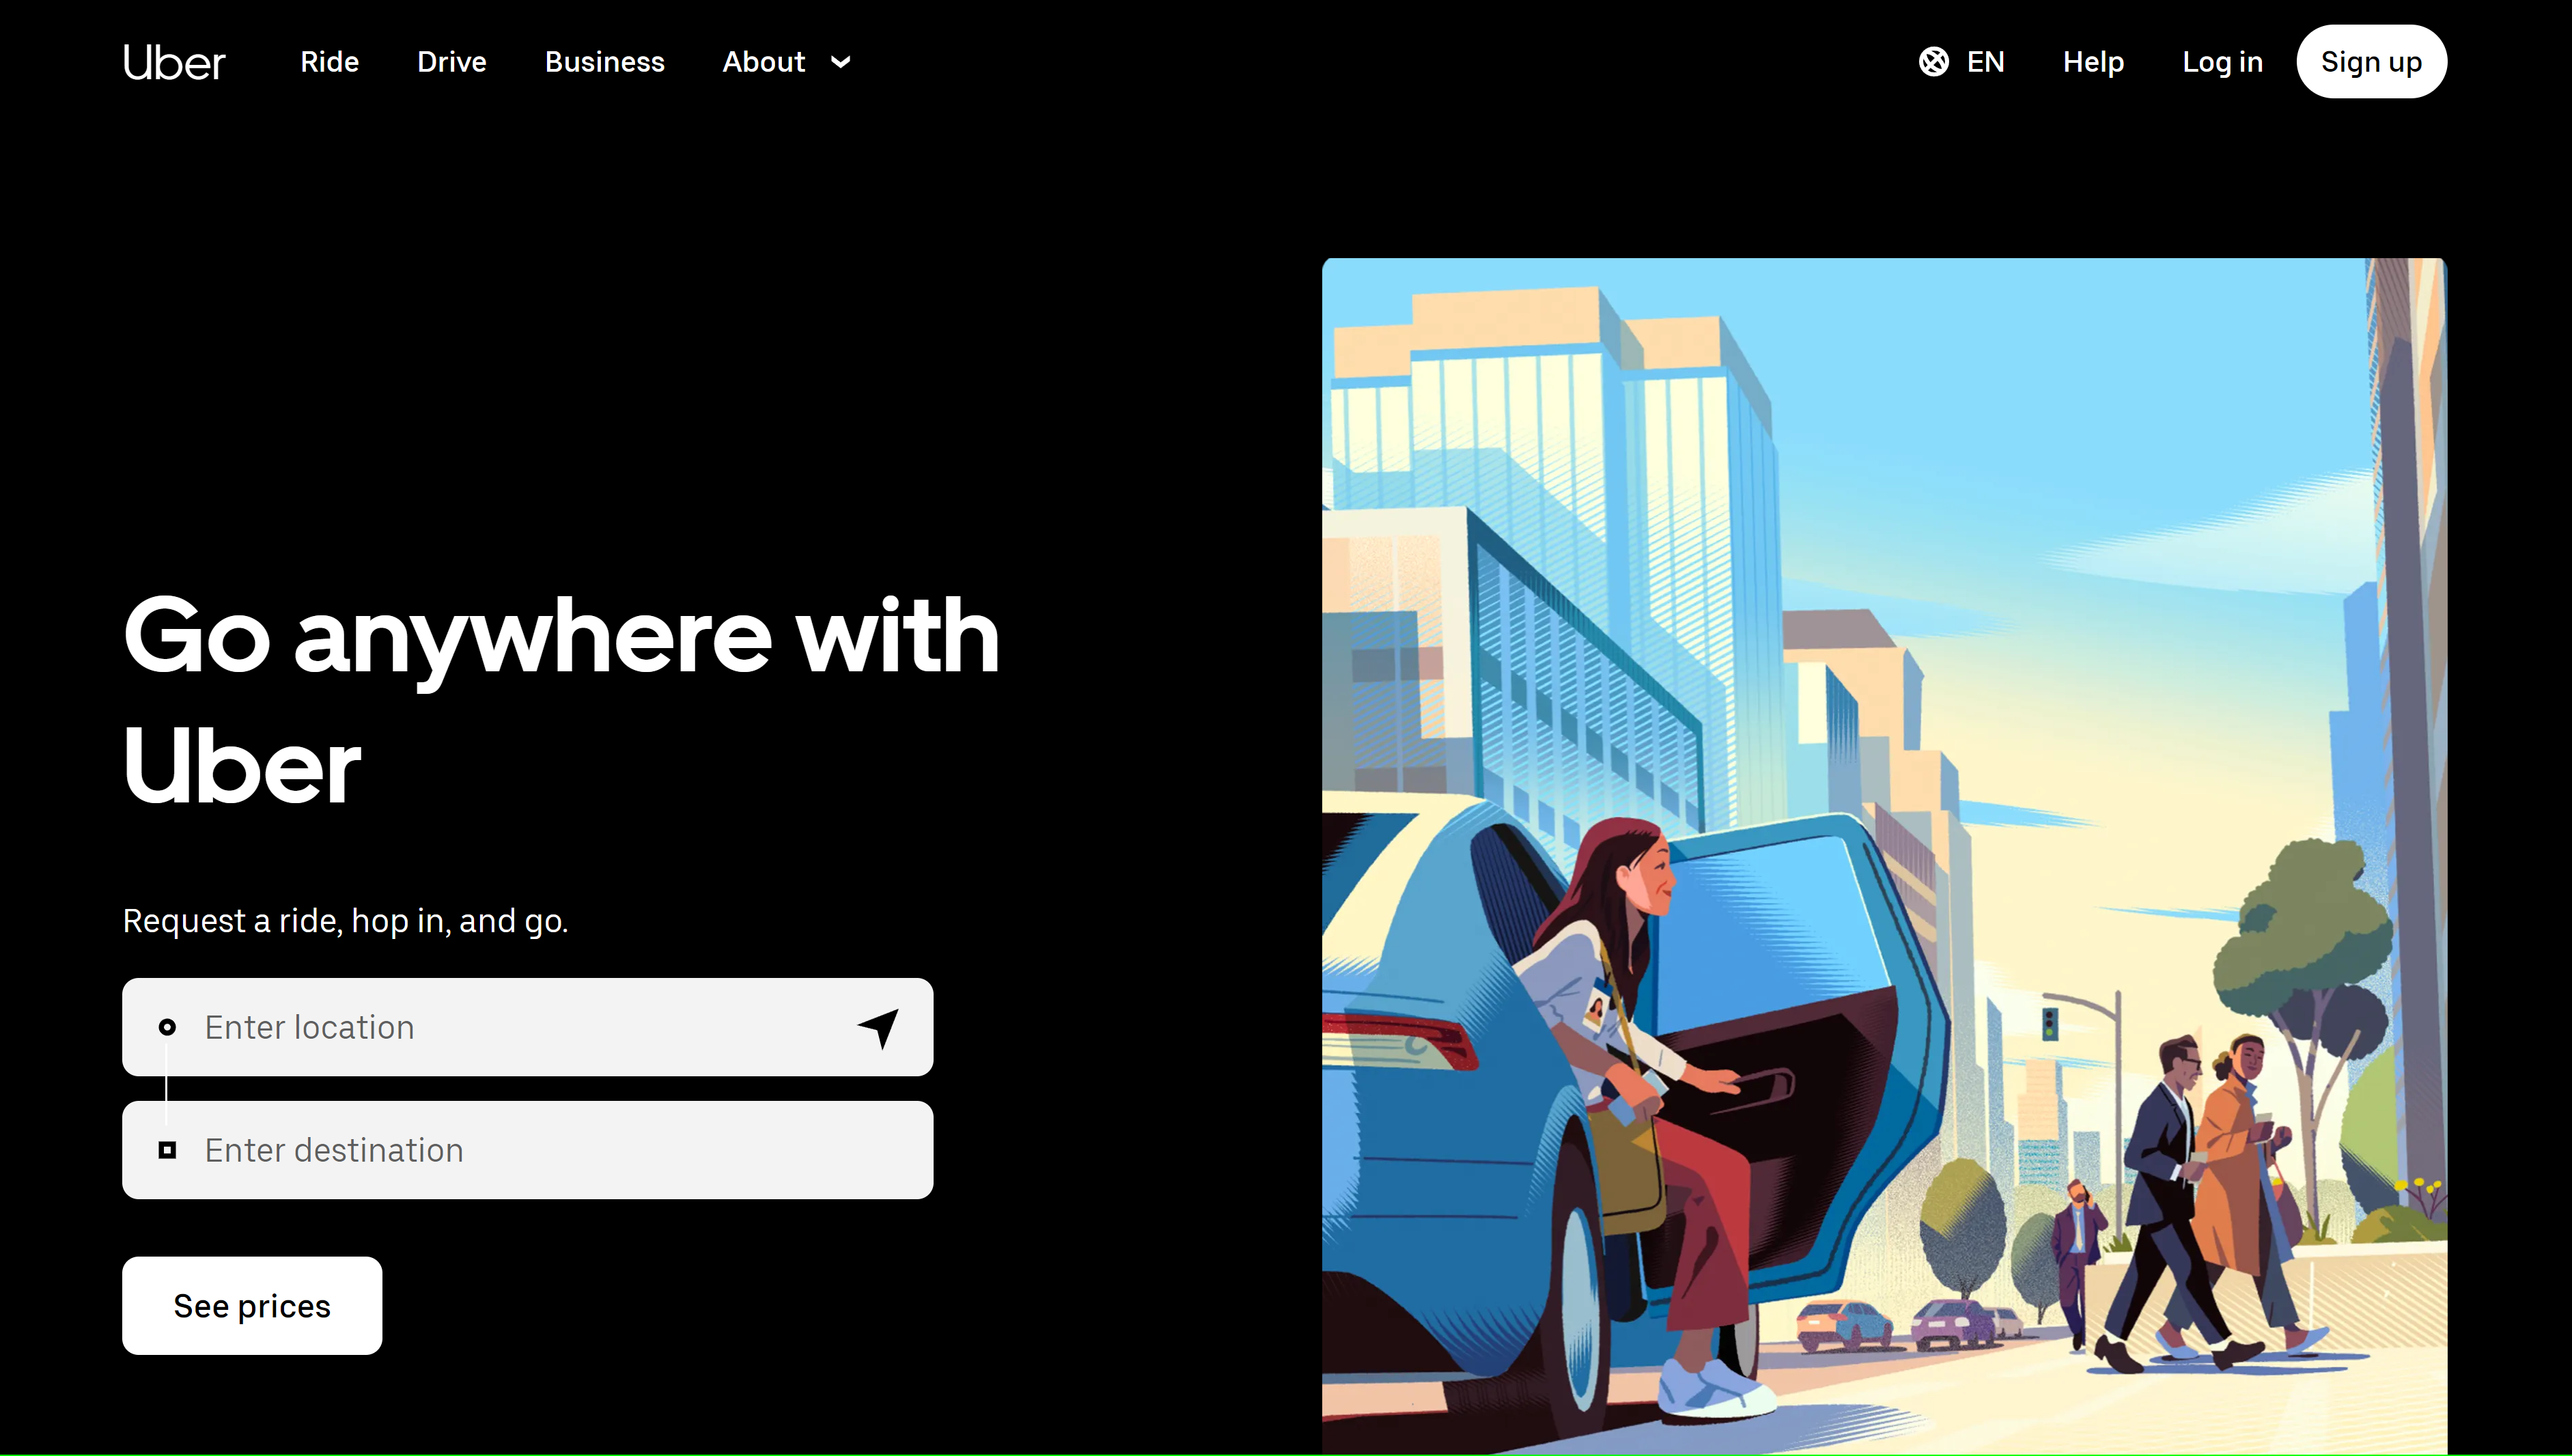 Uber
Ride
Drive
Business
About
EN
Help
Log in
Sign up
Go anywhere with
Uber
Request a ride, hop in, and go.
Enter location
Enter destination
See prices